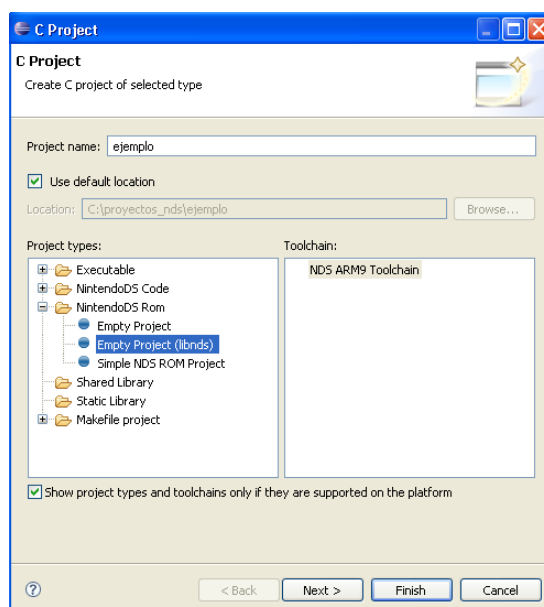 C Project
C Project
Create C project of selected type
Project name: ejemplo
Use default location
Location: C:\proyectos_nds\ejemplo Browse...
Project types: Toolchain:
Executable NDS ARM9 Toolchain
NintendoDS Code
NintendoDS Rom
Empty Project
Empty Project (libnds)
Simple NDS ROM Project
Shared Library
Static Library
Makefile project
Show project types and toolchains only if they are supported on the platform
? < Back Next > Finish Cancel